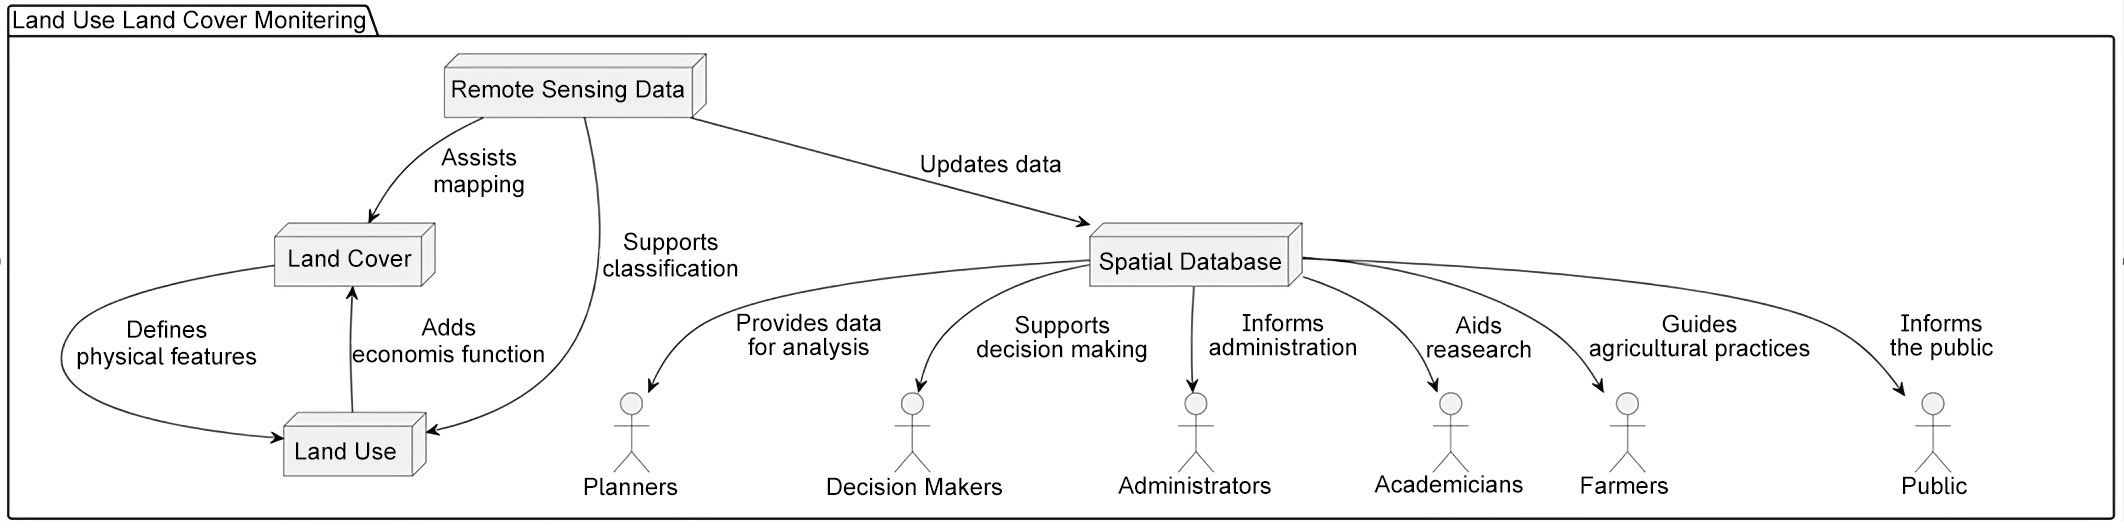 Land Use Land Cover Monitering
Remote Sensing Data
Assists
mapping
Updates data
Supports
classification
Land Cover
Spatial Database
Defines
physical features
Adds
economis function
Provides data
for analysis
Supports
decision making
Informs
administration
Aids
reasearch
Guides
agricultural practices
Informs
the public
Land Use
Planners
Decision Makers
Administrators
Academicians
Farmers
Public